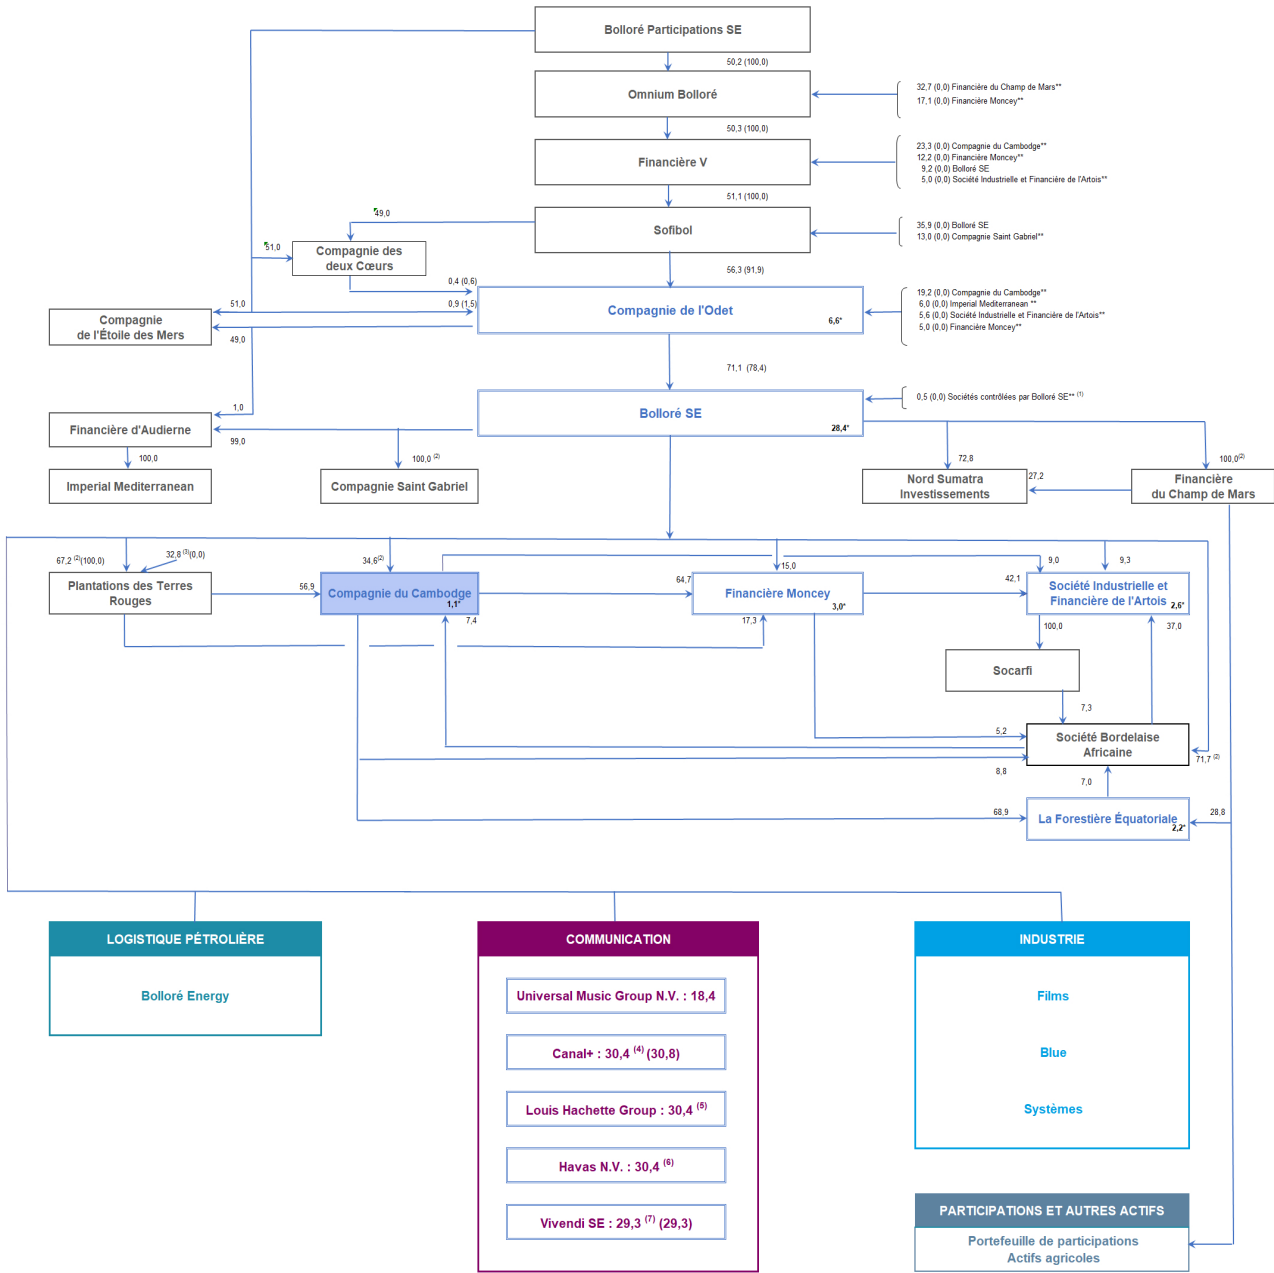 Bolloré Participations SE
50,2 (100,0)
Omnium Bolloré
32,7 (0,0) Financière du Champ de Mars**
17,1 (0,0) Financière Moncey**
50,3 (100,0)
Financière V
23,3 (0,0) Compagnie du Cambodge**
12,2 (0,0) Financière Moncey**
9,2 (0,0) Bolloré SE
5,0 (0,0) Société Industrielle et Financière de l'Artois**
51,1 (100,0)
49,0
Sofibol
35,9 (0,0) Bolloré SE
13,0 (0,0) Compagnie Saint Gabriel**
51,0
Compagnie des
deux Cœurs
56,3 (91,9)
0,4 (0,6)
51,0
0,9 (1,5)
Compagnie de l'Odet
6,6*
19,2 (0,0) Compagnie du Cambodge**
6,0 (0,0) Imperial Mediterranean **
5,6 (0,0) Société Industrielle et Financière de l'Artois**
5,0 (0,0) Financière Moncey**
Compagnie
de l'Étoile des Mers
49,0
71,1 (78,4)
1,0
Bolloré SE
28,4*
0,5 (0,0) Sociétés contrôlées par Bolloré SE** (1)
Financière d'Audierne
99,0
100,0
100,0 (2)
72,8
100,0(2)
Imperial Mediterranean
Compagnie Saint Gabriel
Nord Sumatra
Investissements
27,2
Financière
du Champ de Mars
67,2 (2)(100,0)
32,8 (3)(0,0)
34,6(2)
15,0
9,0
9,3
Plantations des Terres
Rouges
56,9
Compagnie du Cambodge
1,1*
64,7
Financière Moncey
3,0*
42,1
Société Industrielle et
Financière de l'Artois
2,6*
7,4
17,3
100,0
37,0
Socarfi
7,3
5,2
Société Bordelaise
Africaine
71,7 (2)
8,8
7,0
68,9
La Forestière Équatoriale
2,2*
28,8
LOGISTIQUE PÉTROLIÈRE
Bolloré Energy
COMMUNICATION
Universal Music Group N.V. : 18,4
Canal+ : 30,4 (4) (30,8)
Louis Hachette Group : 30,4 (5)
Havas N.V. : 30,4 (6)
Vivendi SE : 29,3 (7) (29,3)
INDUSTRIE
Films
Blue
Systèmes
PARTICIPATIONS ET AUTRES ACTIFS
Portefeuille de participations
Actifs agricoles